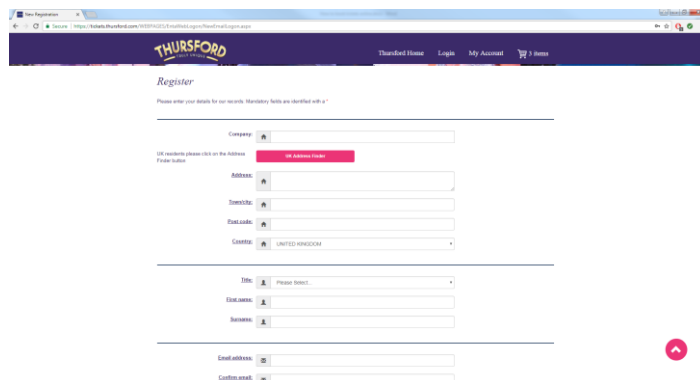 New Registration
Secure | https://tickets.thursford.com/WEBPAGES/EntaWebLogon/NewEmailLogon.aspx
THURSFORD
TRULY UNIQUE
Thursford Home Login My Account 3 items
Register
Please enter your details for our records. Mandatory fields are identified with a *
Company:
UK residents please click on the Address
Finder button
UK Address Finder
Address:
Town/city:
Post code:
Country: UNITED KINGDOM
Title: Please Select...
First name:
Surname:
Email address:
Confirm email: